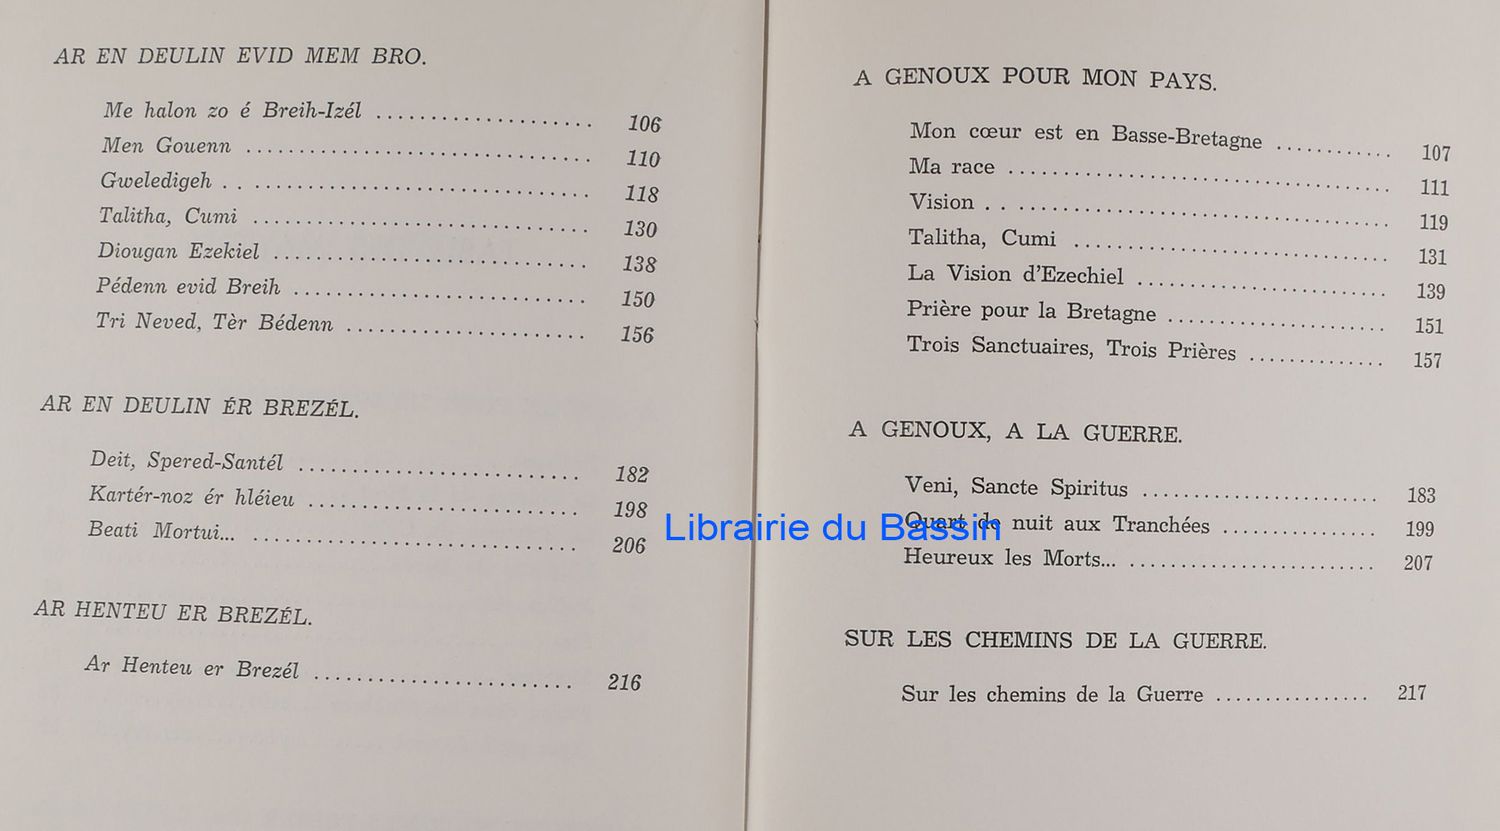 AR EN DEULIN EVID MEM BRO.
Me halon zo é Breih-Izél .................... 106
Men Gouenn ................................ 110
Gweledigeh .................................. 118
Talitha, Cumi ................................ 130
Diougan Ezekiel .............................. 138
Pédenn evid Breih ............................ 150
Tri Neved, Tèr Bédenn ....................... 156
AR EN DEULIN ÉR BREZÉL.
Deit, Spered-Santél ........................... 182
Kartér-noz ér hléieu .......................... 198
Beati Mortui... ............................... 206
AR HENTEU ER BREZÉL.
Ar Henteu er Brezél ......................... 216
A GENOUX POUR MON PAYS.
Mon cœur est en Basse-Bretagne ............ 107
Ma race .................................... 111
Vision ...................................... 119
Talitha, Cumi .............................. 131
La Vision d'Ezechiel ........................ 139
Prière pour la Bretagne ..................... 151
Trois Sanctuaires, Trois Prières .............. 157
A GENOUX, A LA GUERRE.
Veni, Sancte Spiritus ........................ 183
Quart de nuit aux Tranchées ................ 199
Heureux les Morts... ......................... 207
SUR LES CHEMINS DE LA GUERRE.
Sur les chemins de la Guerre ................ 217
Librairie du Bassin